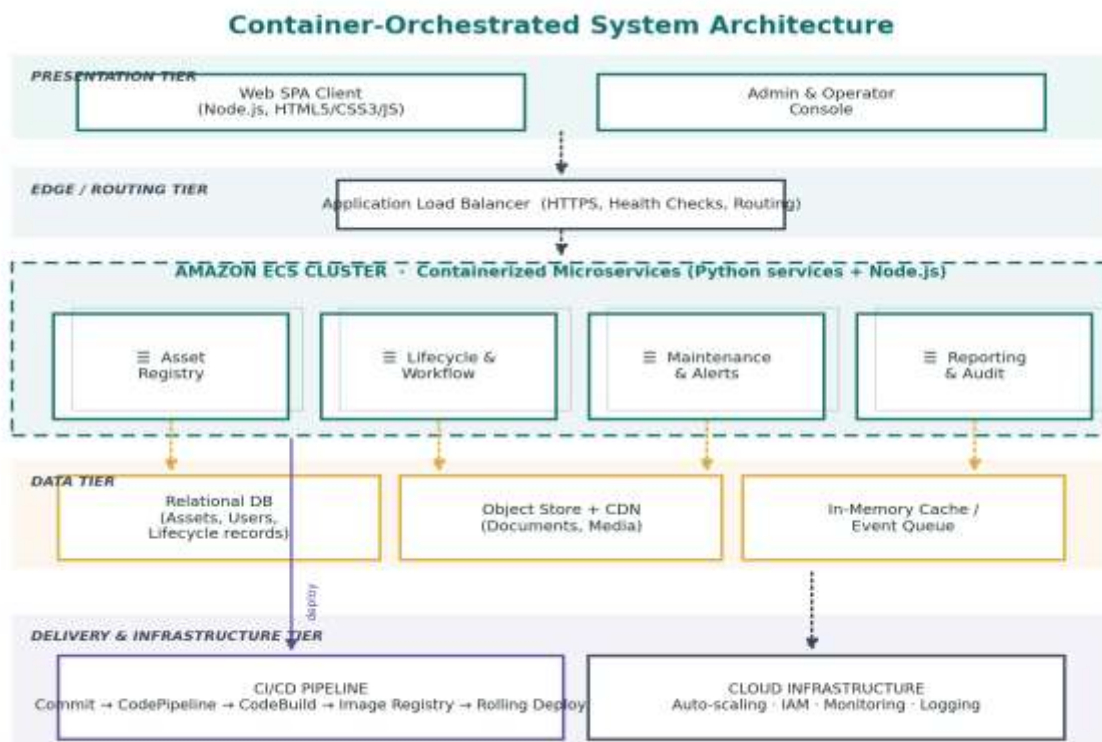 Container-Orchestrated System Architecture
PRESENTATION TIER
Web SPA Client
(Node.js, HTML5/CSS3/JS)
Admin & Operator
Console
EDGE / ROUTING TIER
Application Load Balancer (HTTPS, Health Checks, Routing)
AMAZON ECS CLUSTER · Containerized Microservices (Python services + Node.js)
☰ Asset
Registry
☰ Lifecycle &
Workflow
☰ Maintenance
& Alerts
☰ Reporting
& Audit
DATA TIER
Relational DB
(Assets, Users,
Lifecycle records)
Object Store + CDN
(Documents, Media)
In-Memory Cache /
Event Queue
deploy
DELIVERY & INFRASTRUCTURE TIER
CI/CD PIPELINE
Commit → CodePipeline → CodeBuild → Image Registry → Rolling Deploy
CLOUD INFRASTRUCTURE
Auto-scaling · IAM · Monitoring · Logging